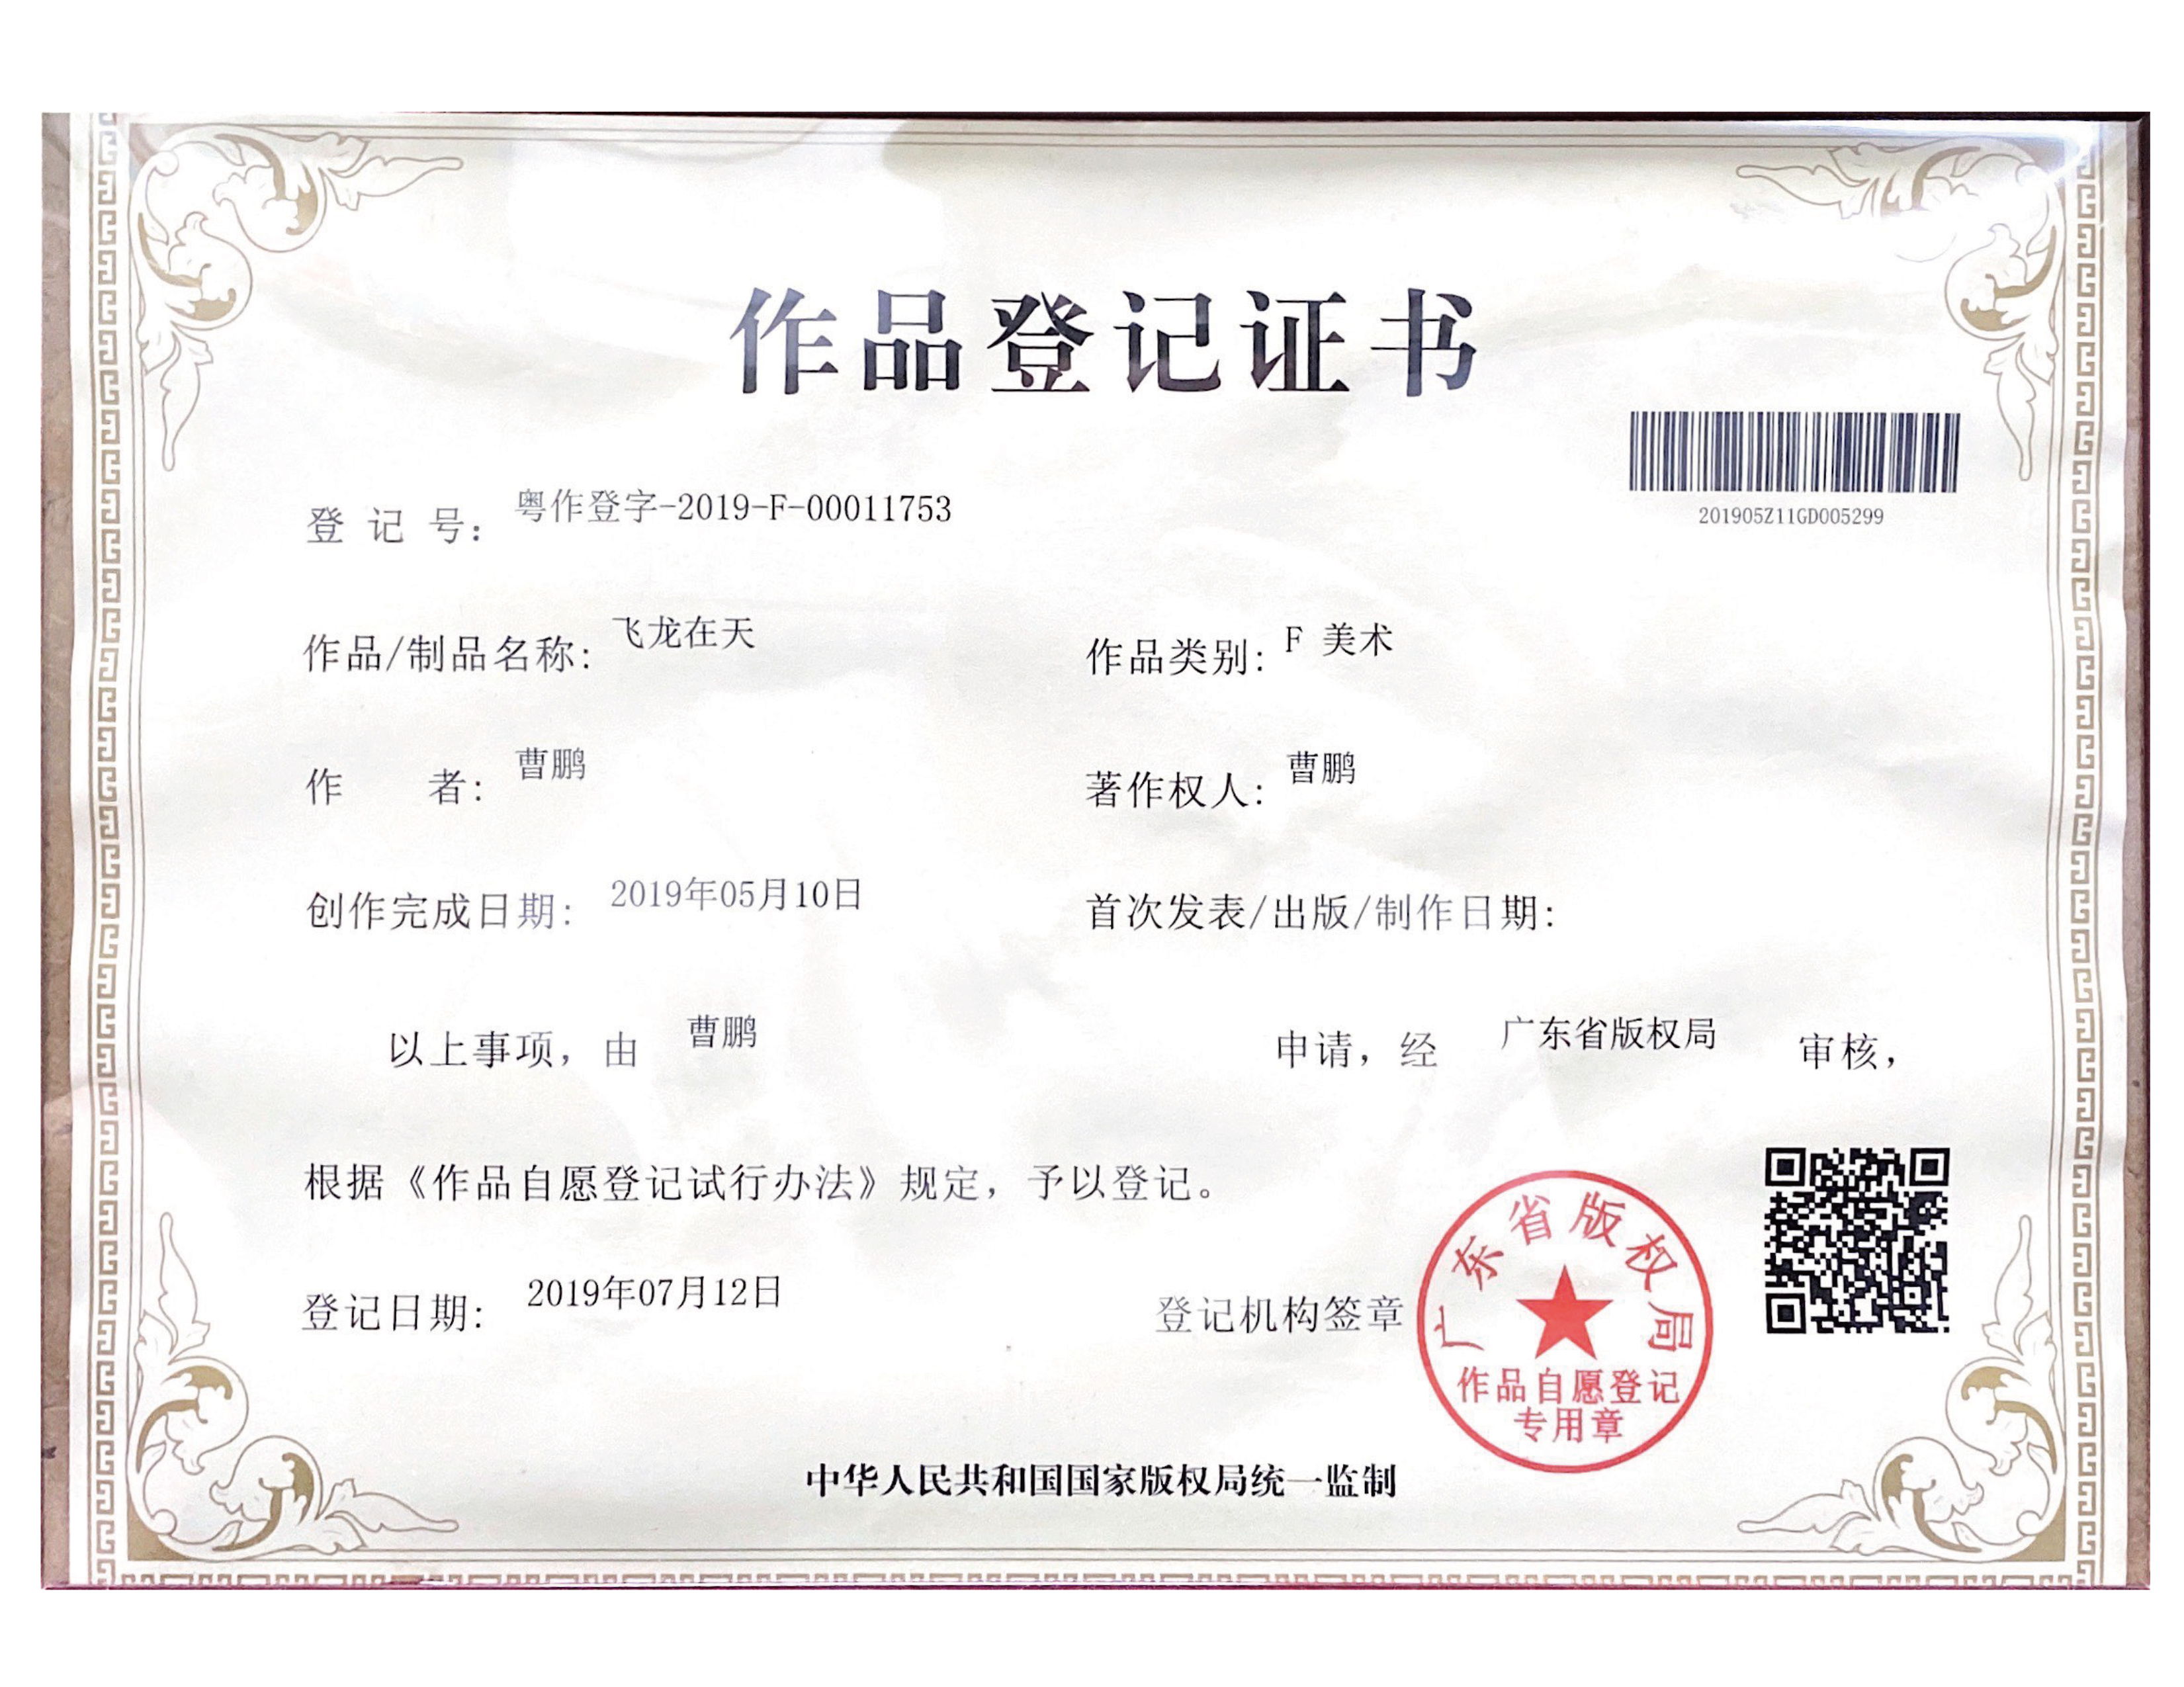 作品登记证书
201905Z11GD005299
登记号：粤作登字-2019-F-00011753
作品/制品名称：飞龙在天 作品类别：F 美术
作者：曹鹏 著作权人：曹鹏
创作完成日期：2019年05月10日 首次发表/出版/制作日期：
以上事项，由 曹鹏 申请，经 广东省版权局 审核，
根据《作品自愿登记试行办法》规定，予以登记。
登记日期：2019年07月12日 登记机构签章
广东省版权局
作品自愿登记
专用章
中华人民共和国国家版权局统一监制